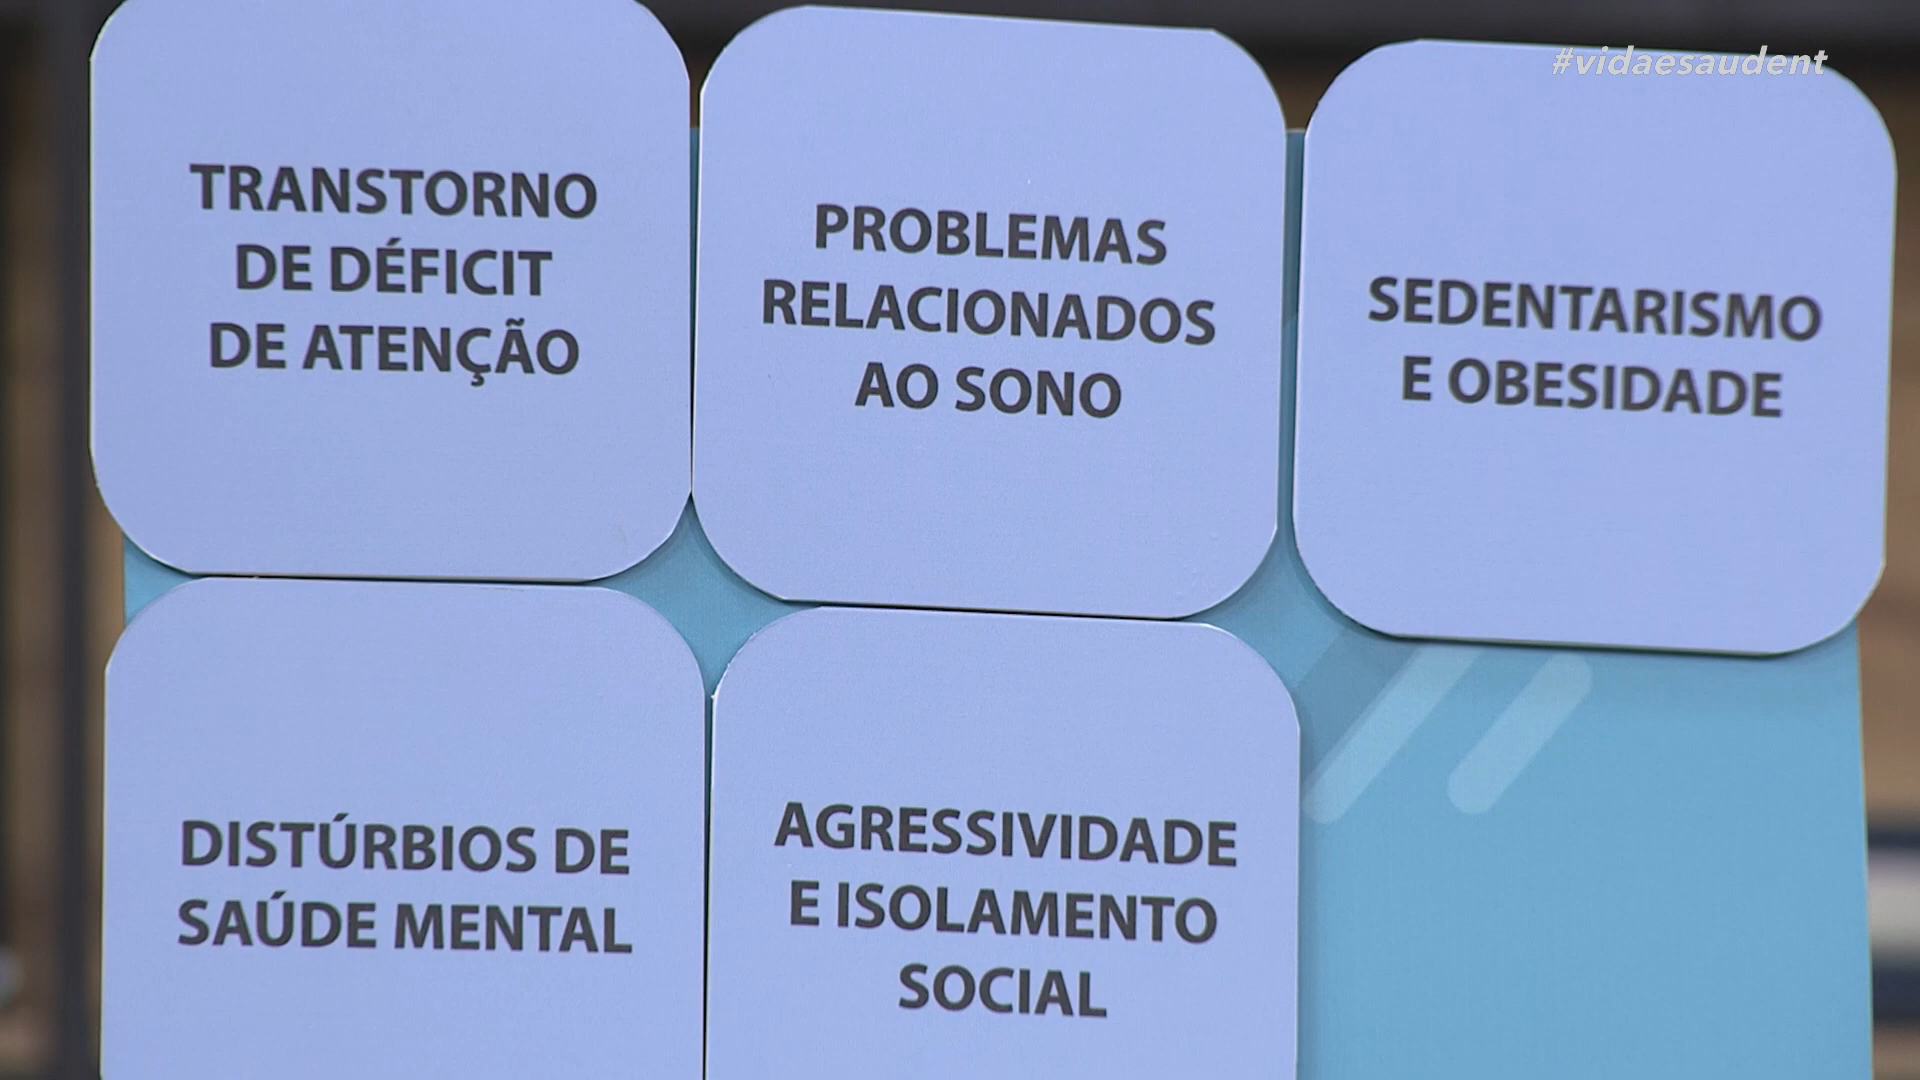 #vidaesaudent
TRANSTORNO
DE DÉFICIT
DE ATENÇÃO
PROBLEMAS
RELACIONADOS
AO SONO
SEDENTARISMO
E OBESIDADE
DISTÚRBIOS DE
SAÚDE MENTAL
AGRESSIVIDADE
E ISOLAMENTO
SOCIAL